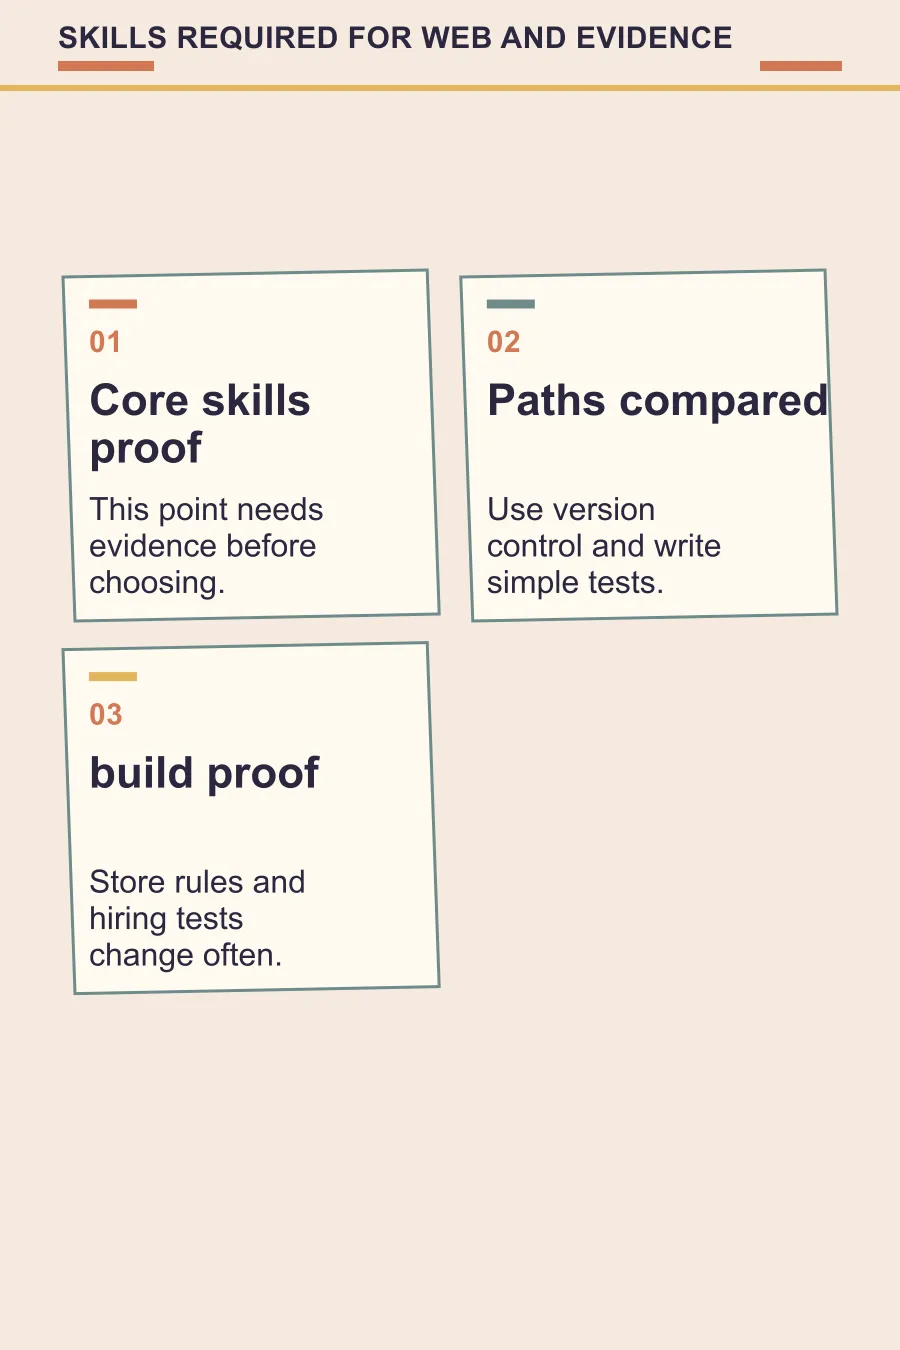 SKILLS REQUIRED FOR WEB AND EVIDENCE
01
Core skills
proof
This point needs
evidence before
choosing.
02
Paths compared
Use version
control and write
simple tests.
03
build proof
Store rules and
hiring tests
change often.